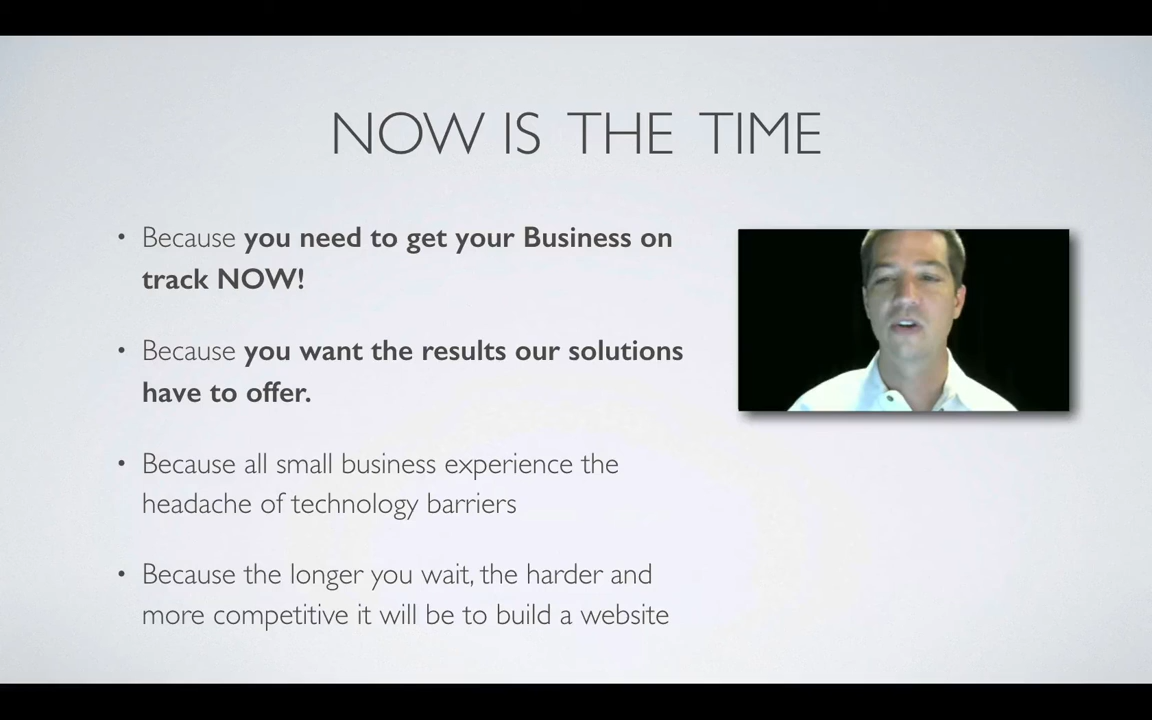 NOW IS THE TIME
• Because you need to get your Business on
track NOW!
• Because you want the results our solutions
have to offer.
• Because all small business experience the
headache of technology barriers
• Because the longer you wait, the harder and
more competitive it will be to build a website